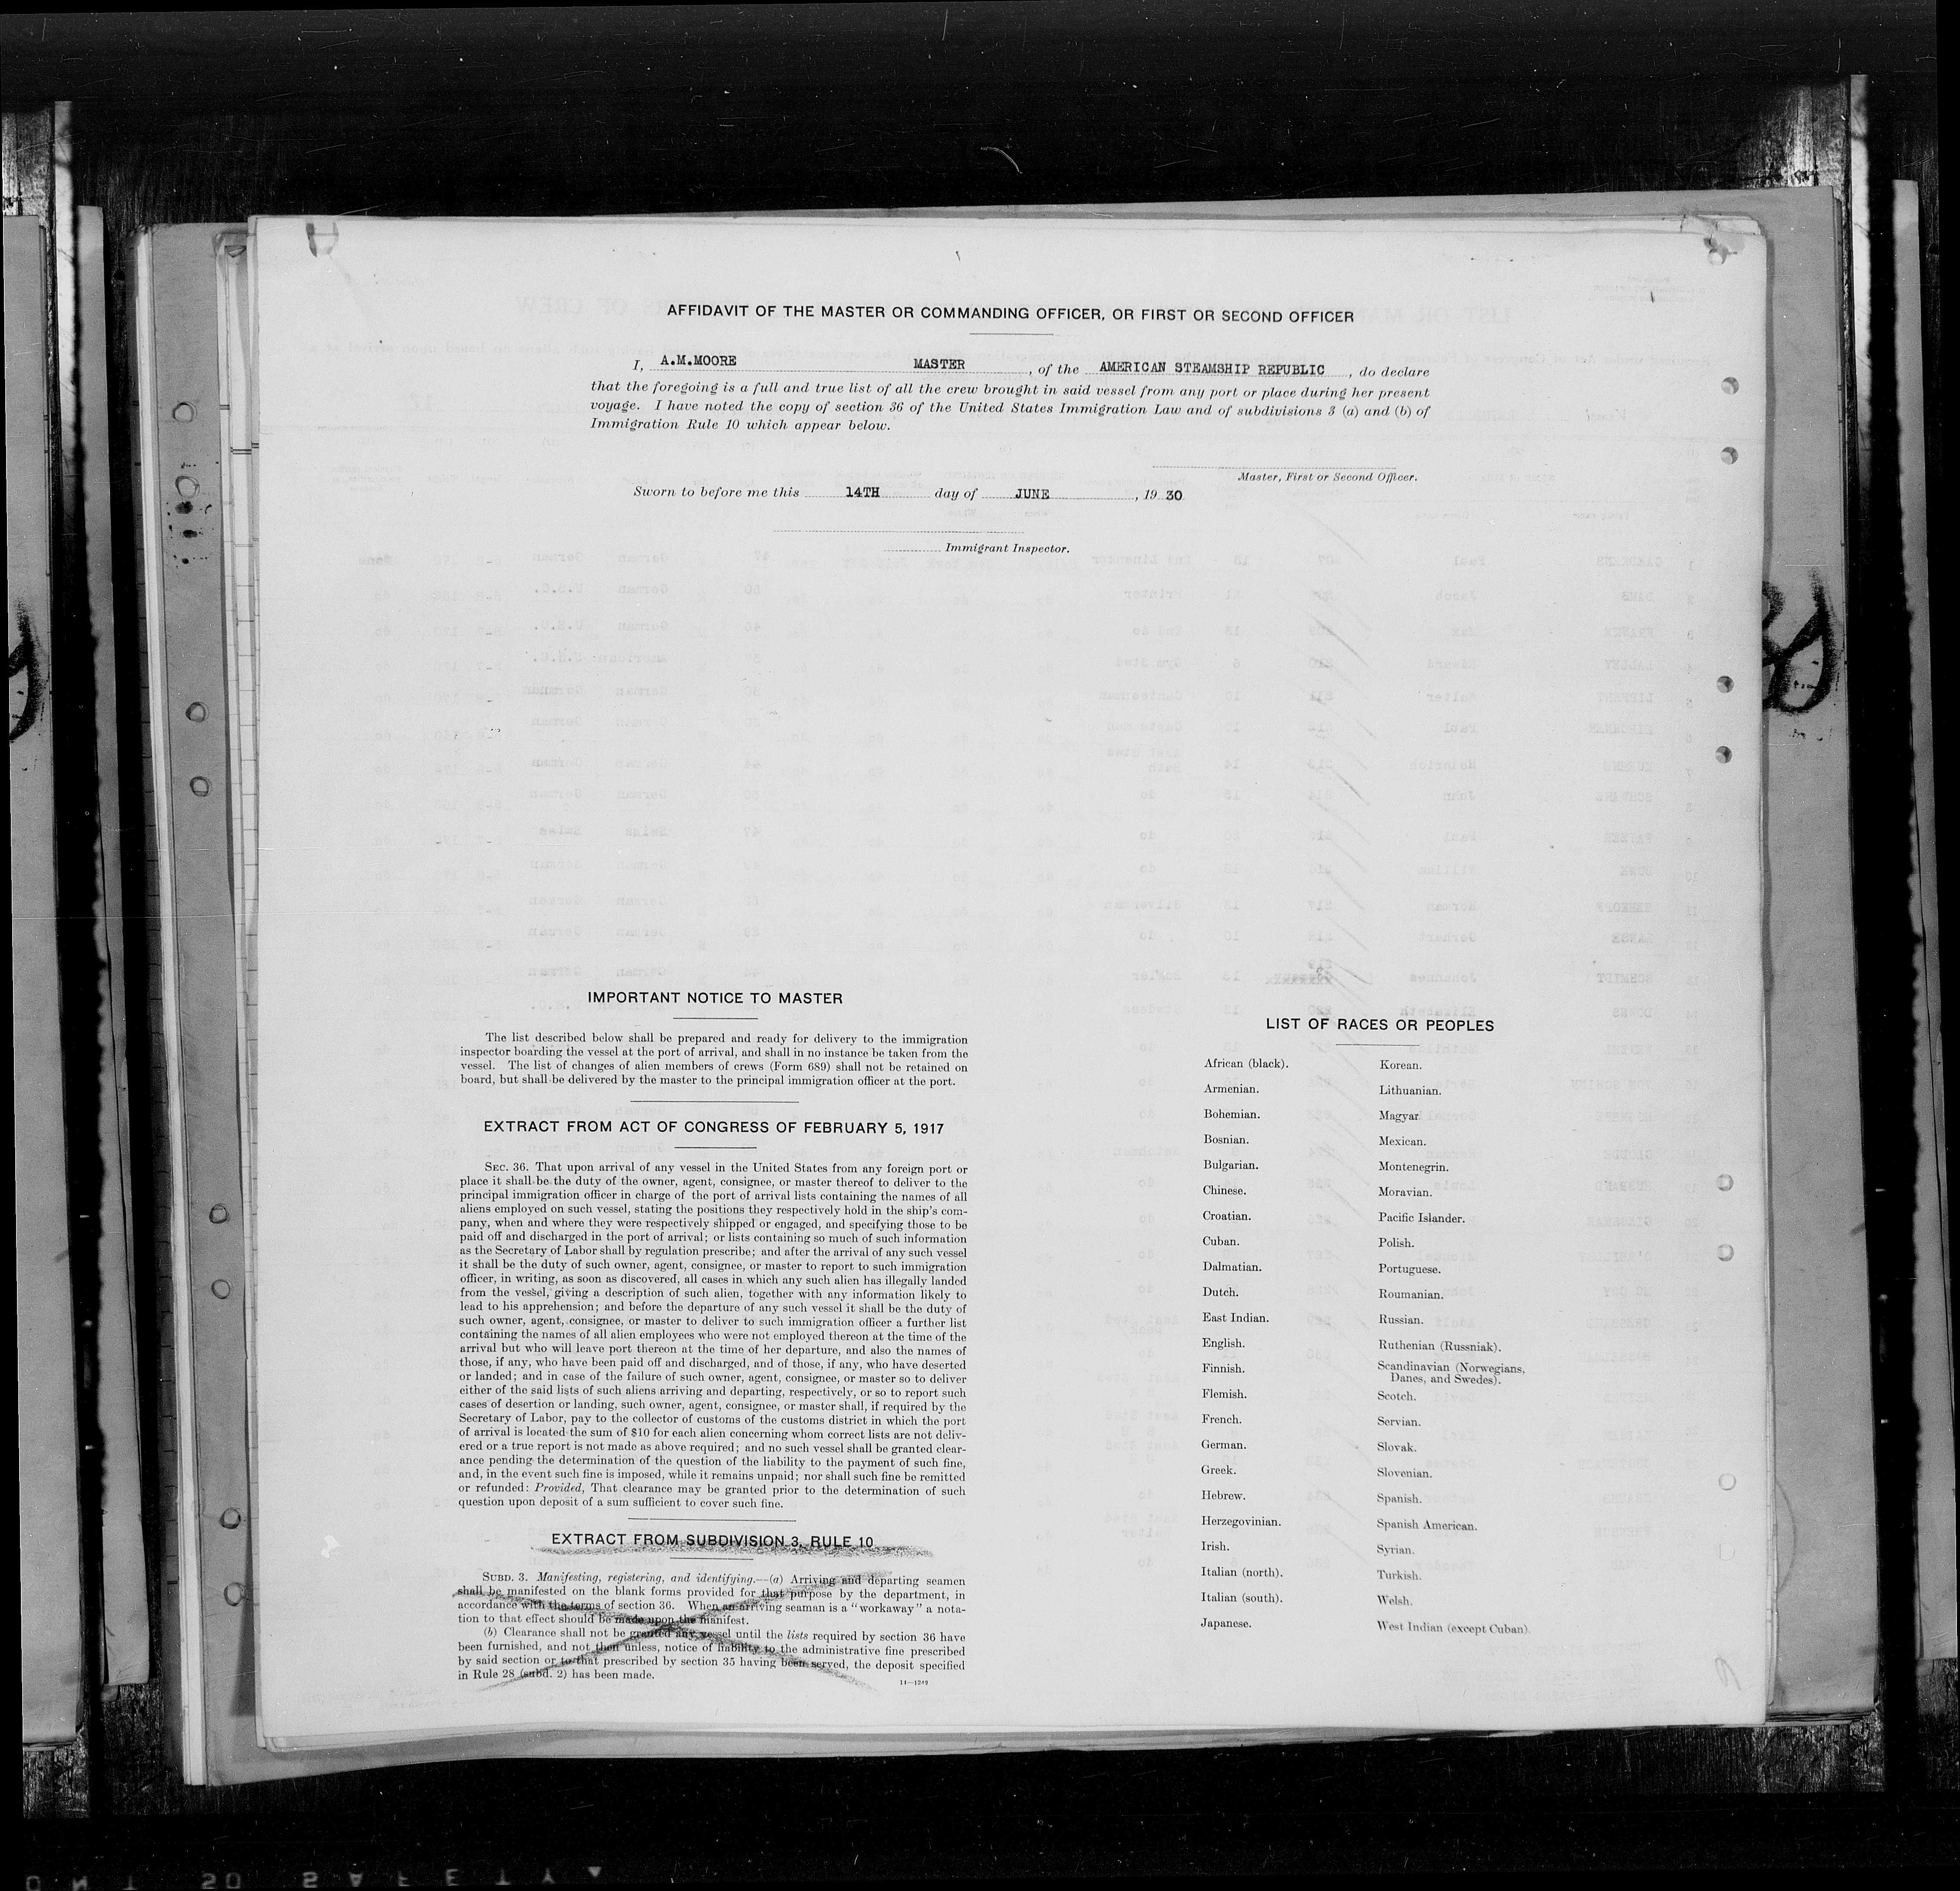 AFFIDAVIT OF THE MASTER OR COMMANDING OFFICER, OR FIRST OR SECOND OFFICER
I, A.M.MOORE MASTER, of the AMERICAN STEAMSHIP REPUBLIC, do declare
that the foregoing is a full and true list of all the crew brought in said vessel from any port or place during her present
voyage. I have noted the copy of section 36 of the United States Immigration Law and of subdivisions 3 (a) and (b) of
Immigration Rule 10 which appear below.
Master, First or Second Officer.
Sworn to before me this 14TH day of JUNE, 19 30
Immigrant Inspector.
IMPORTANT NOTICE TO MASTER
The list described below shall be prepared and ready for delivery to the immigration
inspector boarding the vessel at the port of arrival, and shall in no instance be taken from the
vessel. The list of changes of alien members of crews (Form 689) shall not be retained on
board, but shall be delivered by the master to the principal immigration officer at the port.
EXTRACT FROM ACT OF CONGRESS OF FEBRUARY 5, 1917
SEC. 36. That upon arrival of any vessel in the United States from any foreign port or
place it shall be the duty of the owner, agent, consignee, or master thereof to deliver to the
principal immigration officer in charge of the port of arrival lists containing the names of all
aliens employed on such vessel, stating the positions they respectively hold in the ship's com-
pany, when and where they were respectively shipped or engaged, and specifying those to be
paid off and discharged in the port of arrival; or lists containing so much of such information
as the Secretary of Labor shall by regulation prescribe; and after the arrival of any such vessel
it shall be the duty of such owner, agent, consignee, or master to report to such immigration
officer, in writing, as soon as discovered, all cases in which any such alien has illegally landed
from the vessel, giving a description of such alien, together with any information likely to
lead to his apprehension; and before the departure of any such vessel it shall be the duty of
such owner, agent, consignee, or master to deliver to such immigration officer a further list
containing the names of all alien employees who were not employed thereon at the time of the
arrival but who will leave port thereon at the time of her departure, and also the names of
those, if any, who have been paid off and discharged, and of those, if any, who have deserted
or landed; and in case of the failure of such owner, agent, consignee, or master so to deliver
either of the said lists of such aliens arriving and departing, respectively, or so to report such
cases of desertion or landing, such owner, agent, consignee, or master shall, if required by the
Secretary of Labor, pay to the collector of customs of the customs district in which the port
of arrival is located the sum of $10 for each alien concerning whom correct lists are not deliv-
ered or a true report is not made as above required; and no such vessel shall be granted clear-
ance pending the determination of the question of the liability to the payment of such fine,
and, in the event such fine is imposed, while it remains unpaid; nor shall such fine be remitted
or refunded: Provided, That clearance may be granted prior to the determination of such
question upon deposit of a sum sufficient to cover such fine.
EXTRACT FROM SUBDIVISION 3, RULE 10
SUBD. 3. Manifesting, registering, and identifying.—(a) Arriving and departing seamen
shall be manifested on the blank forms provided for that purpose by the department, in
accordance with the terms of section 36. When an arriving seaman is a "workaway" a nota-
tion to that effect should be made upon the manifest.
(b) Clearance shall not be granted any vessel until the lists required by section 36 have
been furnished, and not then unless, notice of liability to the administrative fine prescribed
by said section or to that prescribed by section 35 having been served, the deposit specified
in Rule 28 (subd. 2) has been made.
11—1249
LIST OF RACES OR PEOPLES
African (black).
Armenian.
Bohemian.
Bosnian.
Bulgarian.
Chinese.
Croatian.
Cuban.
Dalmatian.
Dutch.
East Indian.
English.
Finnish.
Flemish.
French.
German.
Greek.
Hebrew.
Herzegovinian.
Irish.
Italian (north).
Italian (south).
Japanese.
Korean.
Lithuanian.
Magyar
Mexican.
Montenegrin.
Moravian.
Pacific Islander.
Polish.
Portuguese.
Roumanian.
Russian.
Ruthenian (Russniak).
Scandinavian (Norwegians,
Danes, and Swedes).
Scotch.
Servian.
Slovak.
Slovenian.
Spanish.
Spanish American.
Syrian.
Turkish.
Welsh.
West Indian (except Cuban).